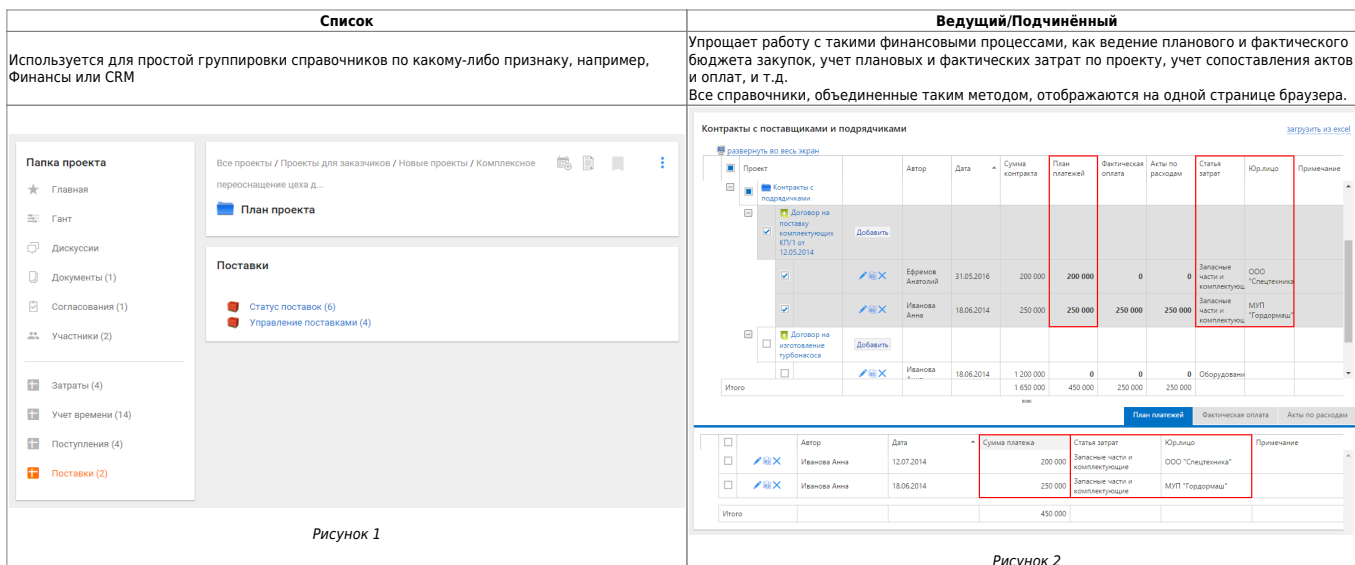 Список
Ведущий/Подчинённый
Используется для простой группировки справочников по какому-либо признаку, например,
Финансы или CRM
Упрощает работу с такими финансовыми процессами, как ведение планового и фактического
бюджета закупок, учет плановых и фактических затрат по проекту, учет сопоставления актов
и оплат, и т.д.
Все справочники, объединенные таким методом, отображаются на одной странице браузера.
Папка проекта
Главная
Гант
Дискуссии
Документы (1)
Согласования (1)
Участники (2)
Затраты (4)
Учет времени (14)
Поступления (4)
Поставки (2)
Все проекты / Проекты для заказчиков / Новые проекты / Комплексное
переоснащение цеха д...
План проекта
Поставки
Статус поставок (6)
Управление поставками (4)
Рисунок 1
Контракты с поставщиками и подрядчиками
загрузить из excel
развернуть во весь экран
Проект Автор Дата Сумма контракта План платежей Фактическая оплата Акты по расходам Статья затрат Юр.лицо Примечание
Контракты с
подрядичками
Договор на
поставку
комплектующих
КП/1 от
12.05.2014
Добавить
Ефремов Анатолий 31.05.2016 200 000 200 000 0 0 Запасные части и комплектующ ООО "Спецтехника
Иванова Анна 18.06.2014 250 000 250 000 250 000 250 000 Запасные части и комплектующ МУП "Гордормаш"
Договор на
изготовление
турбонасоса
Добавить
Иванова 18.06.2014 1 200 000 0 0 0 Оборудовани
Итого 1 650 000 450 000 250 000 250 000
План платежей Фактическая оплата Акты по расходам
Автор Дата Сумма платежа Статья затрат Юр.лицо Примечание
Иванова Анна 12.07.2014 200 000 Запасные части и комплектующие ООО "Спецтехника"
Иванова Анна 18.06.2014 250 000 Запасные части и комплектующие МУП "Гордормаш"
Итого 450 000
Рисунок 2